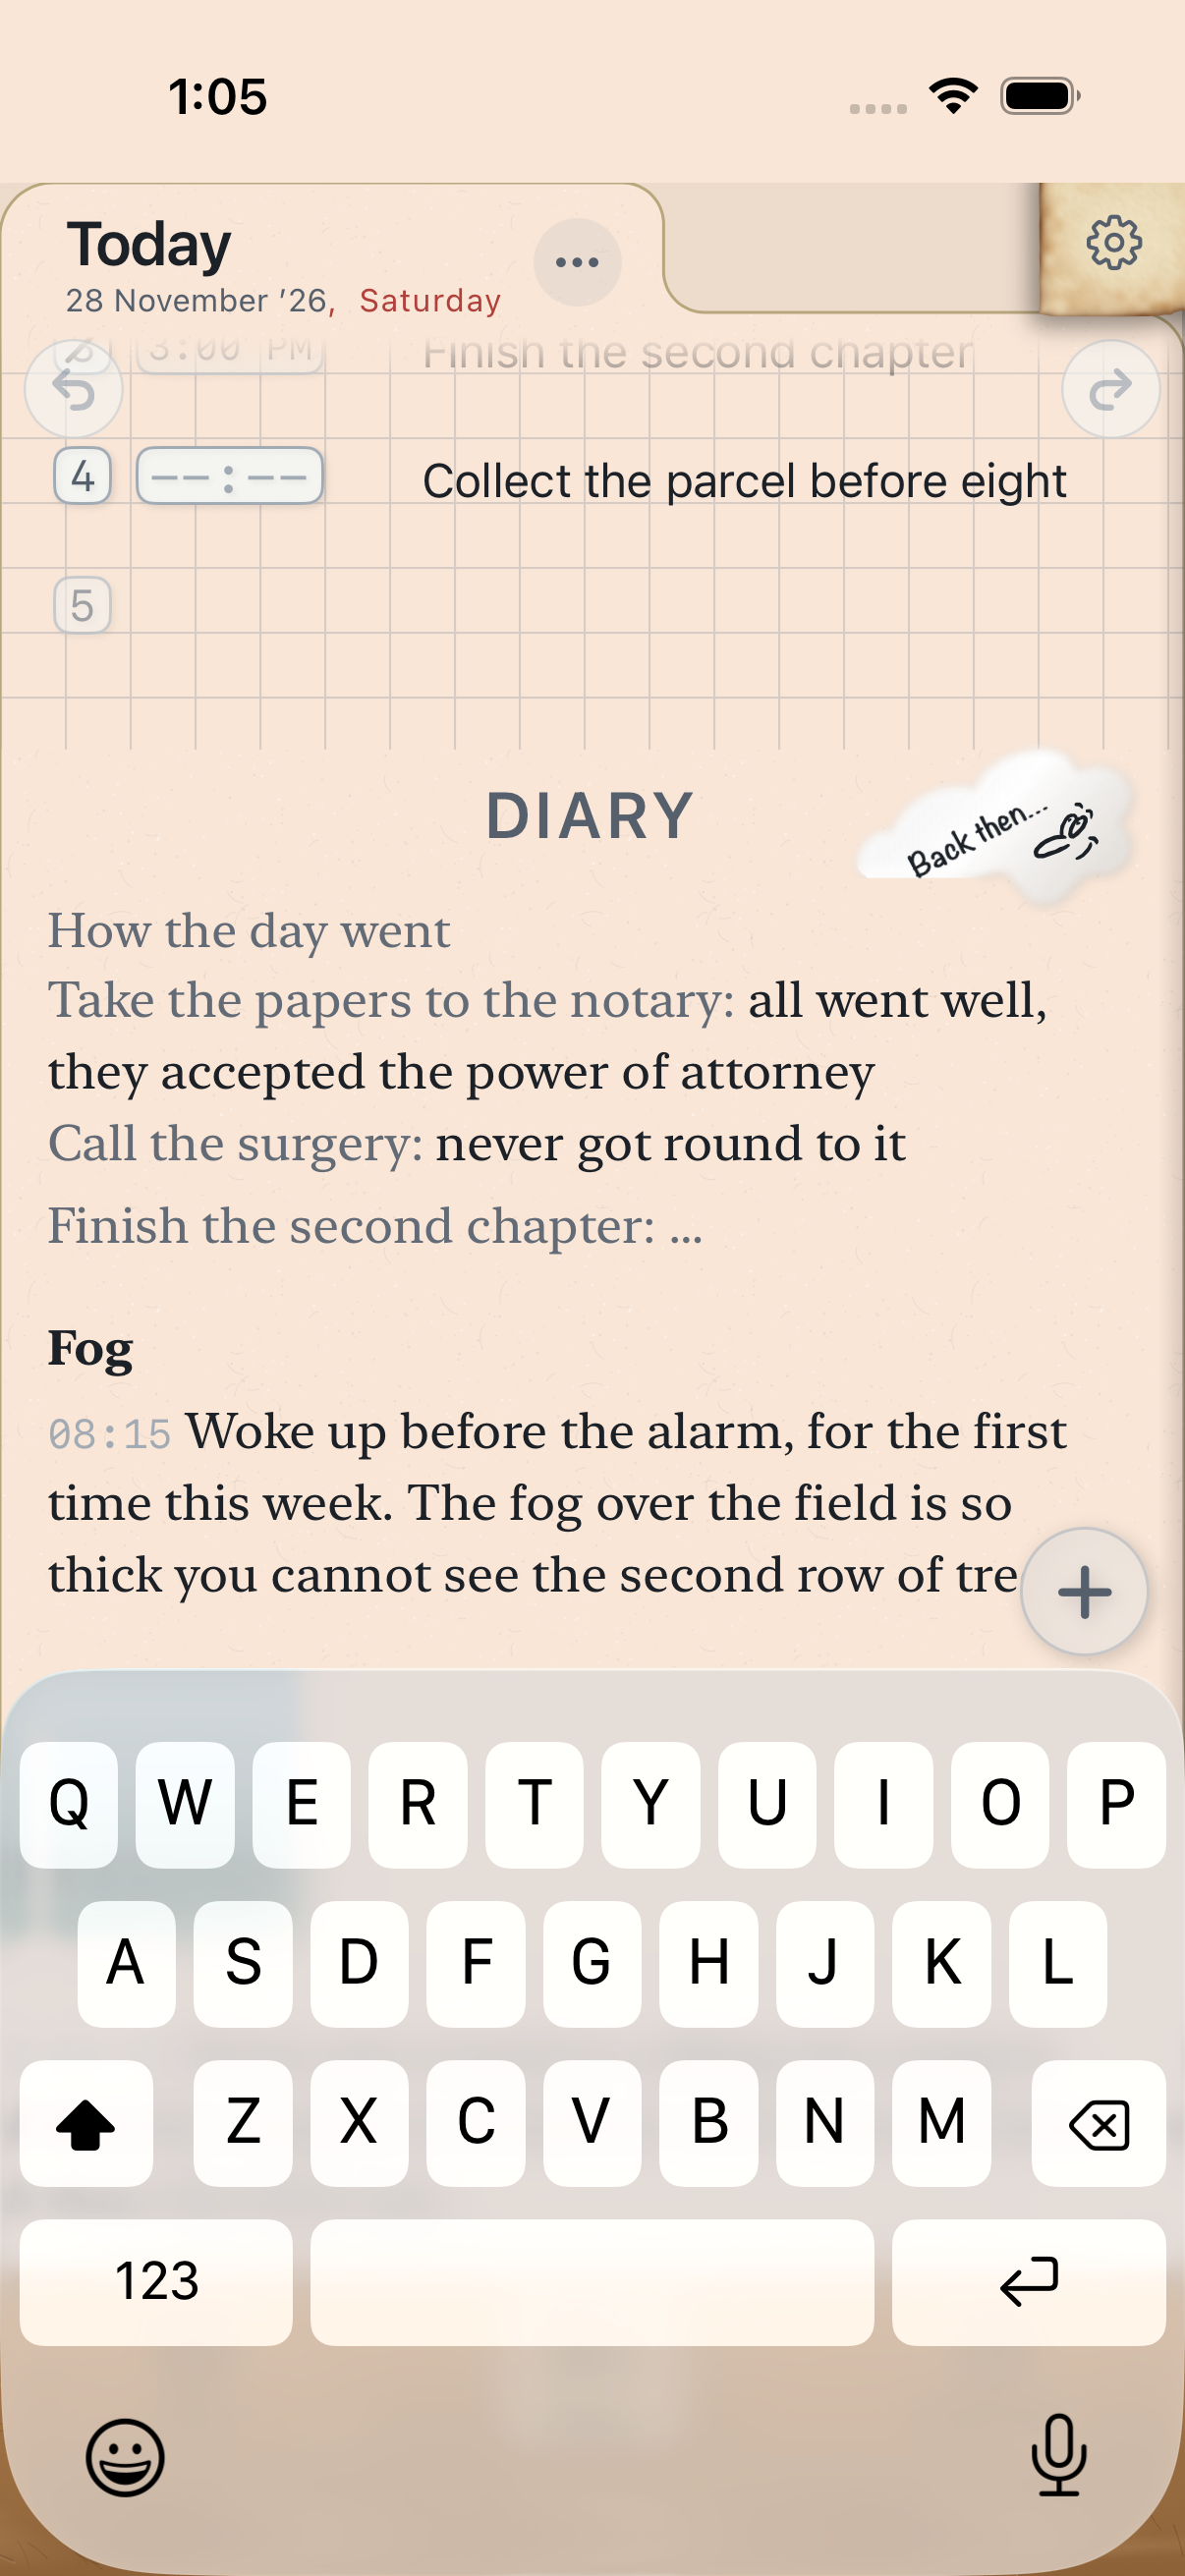 1:05
Today
28 November ’26, Saturday
3:00 PM Finish the second chapter
4 --:-- Collect the parcel before eight
5
DIARY
Back then...
How the day went
Take the papers to the notary: all went well,
they accepted the power of attorney
Call the surgery: never got round to it
Finish the second chapter: ...
Fog
08:15 Woke up before the alarm, for the first
time this week. The fog over the field is so
thick you cannot see the second row of
Q W E R T Y U I O P
A S D F G H J K L
Z X C V B N M
123